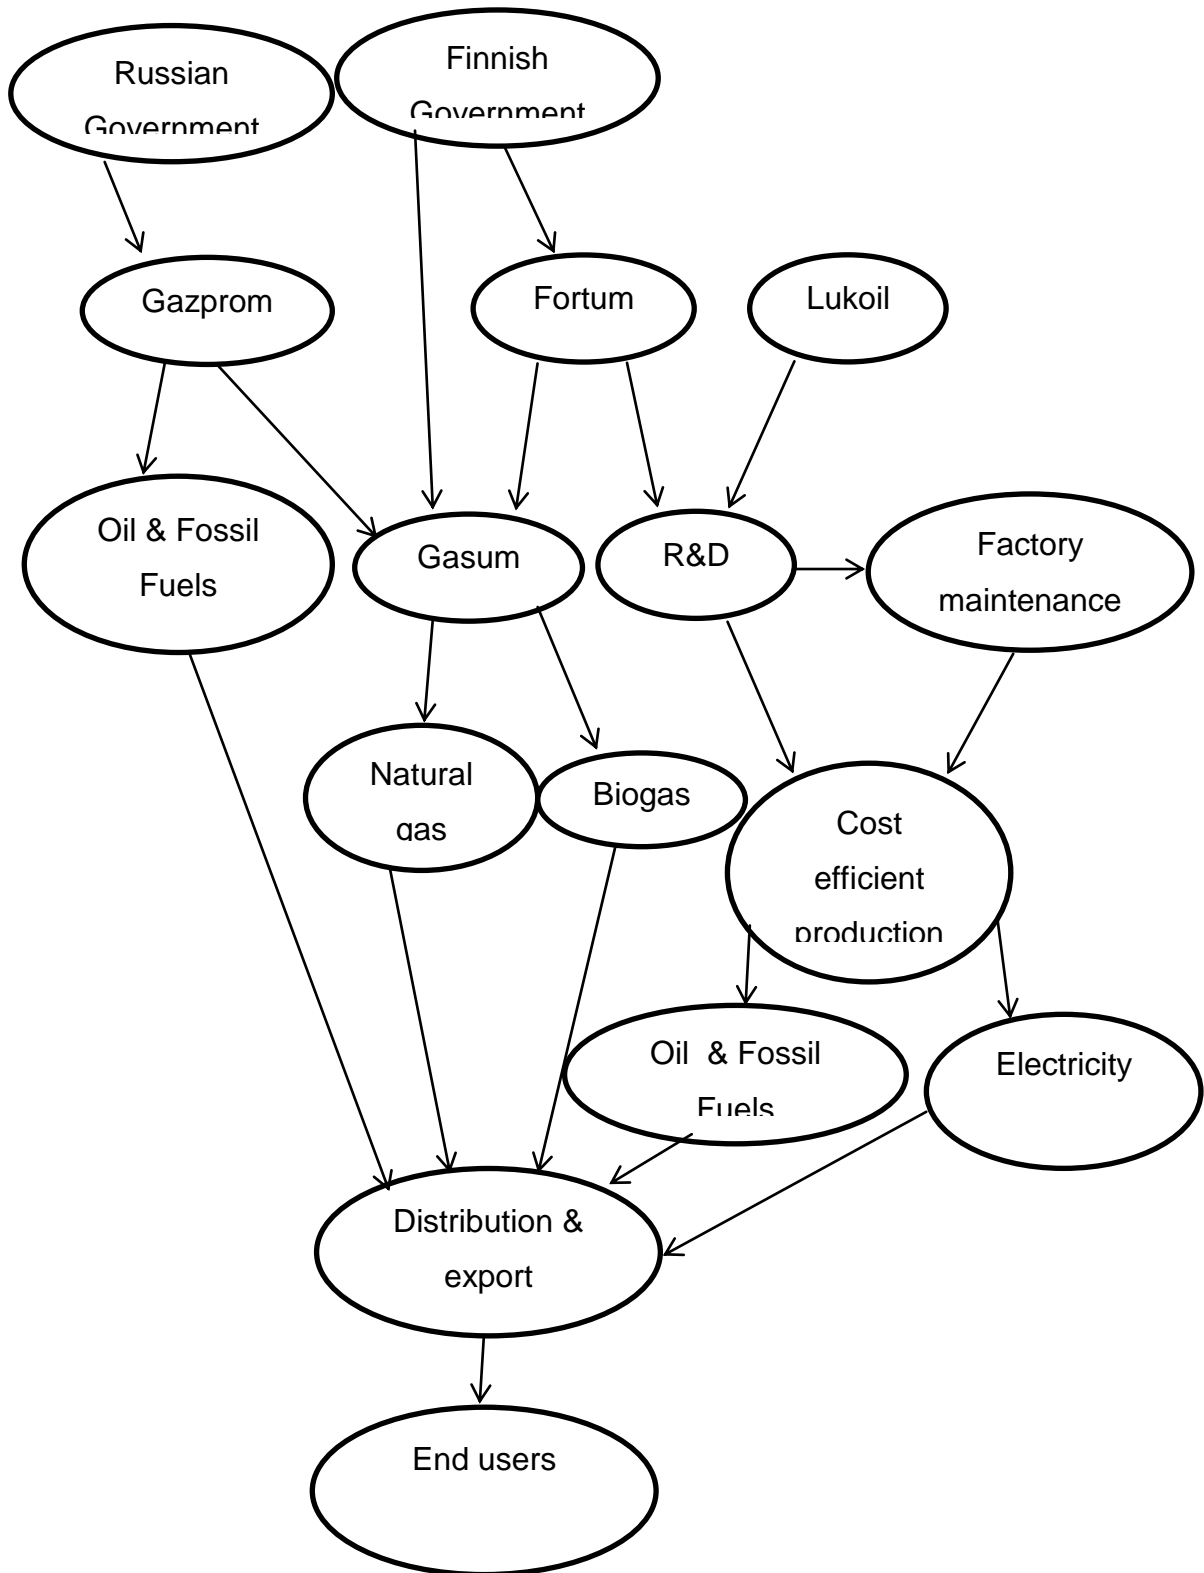 Russian
Government
Finnish
Government
Gazprom
Fortum
Lukoil
Oil & Fossil
Fuels
Gasum
R&D
Factory
maintenance
Natural
gas
Biogas
Cost
efficient
production
Oil & Fossil
Fuels
Electricity
Distribution &
export
End users